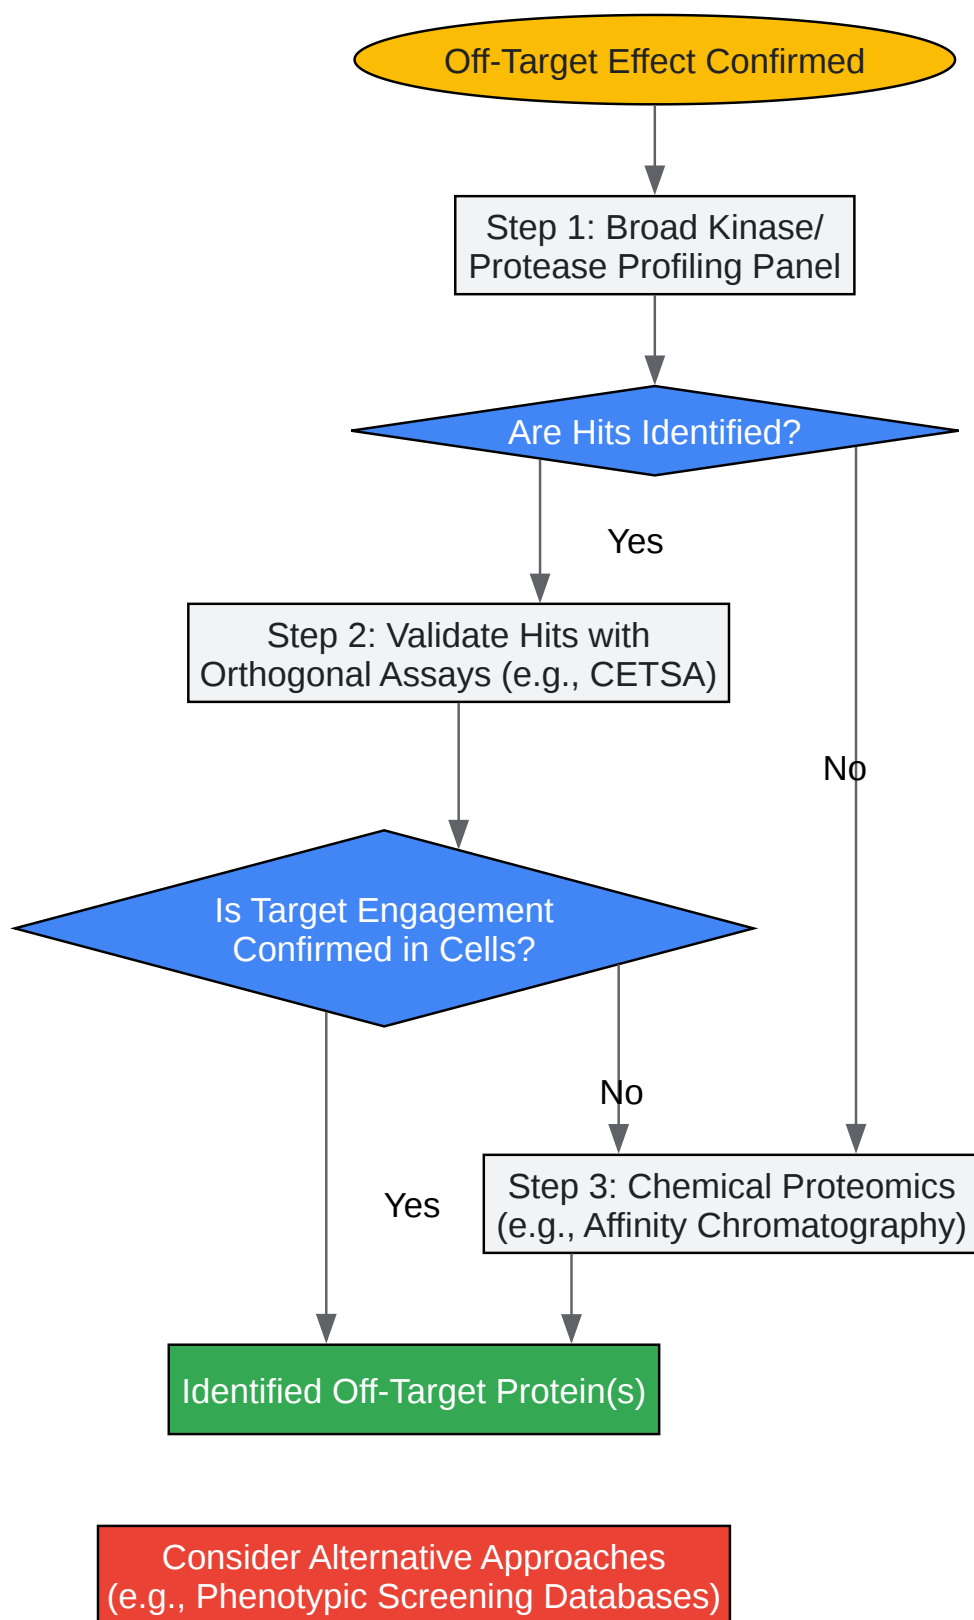 Off-Target Effect Confirmed
Step 1: Broad Kinase/
Protease Profiling Panel
Are Hits Identified?
Yes
Step 2: Validate Hits with
Orthogonal Assays (e.g., CETSA)
No
Is Target Engagement
Confirmed in Cells?
No
Yes
Step 3: Chemical Proteomics
(e.g., Affinity Chromatography)
Identified Off-Target Protein(s)
Consider Alternative Approaches
(e.g., Phenotypic Screening Databases)